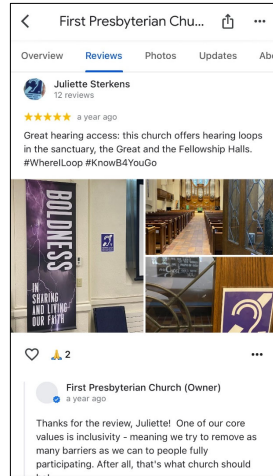 First Presbyterian Chu...
Overview Reviews Photos Updates Abo
Juliette Sterkens
12 reviews
a year ago
Great hearing access: this church offers hearing loops
in the sanctuary, the Great and the Fellowship Halls.
#WhereILoop #KnowB4YouGo
BOLDNESS
IN
SHARING
AND LIVING
OUR FAITH
2
First Presbyterian Church (Owner)
a year ago
Thanks for the review, Juliette! One of our core
values is inclusivity - meaning we try to remove as
many barriers as we can to people fully
participating. After all, that's what church should